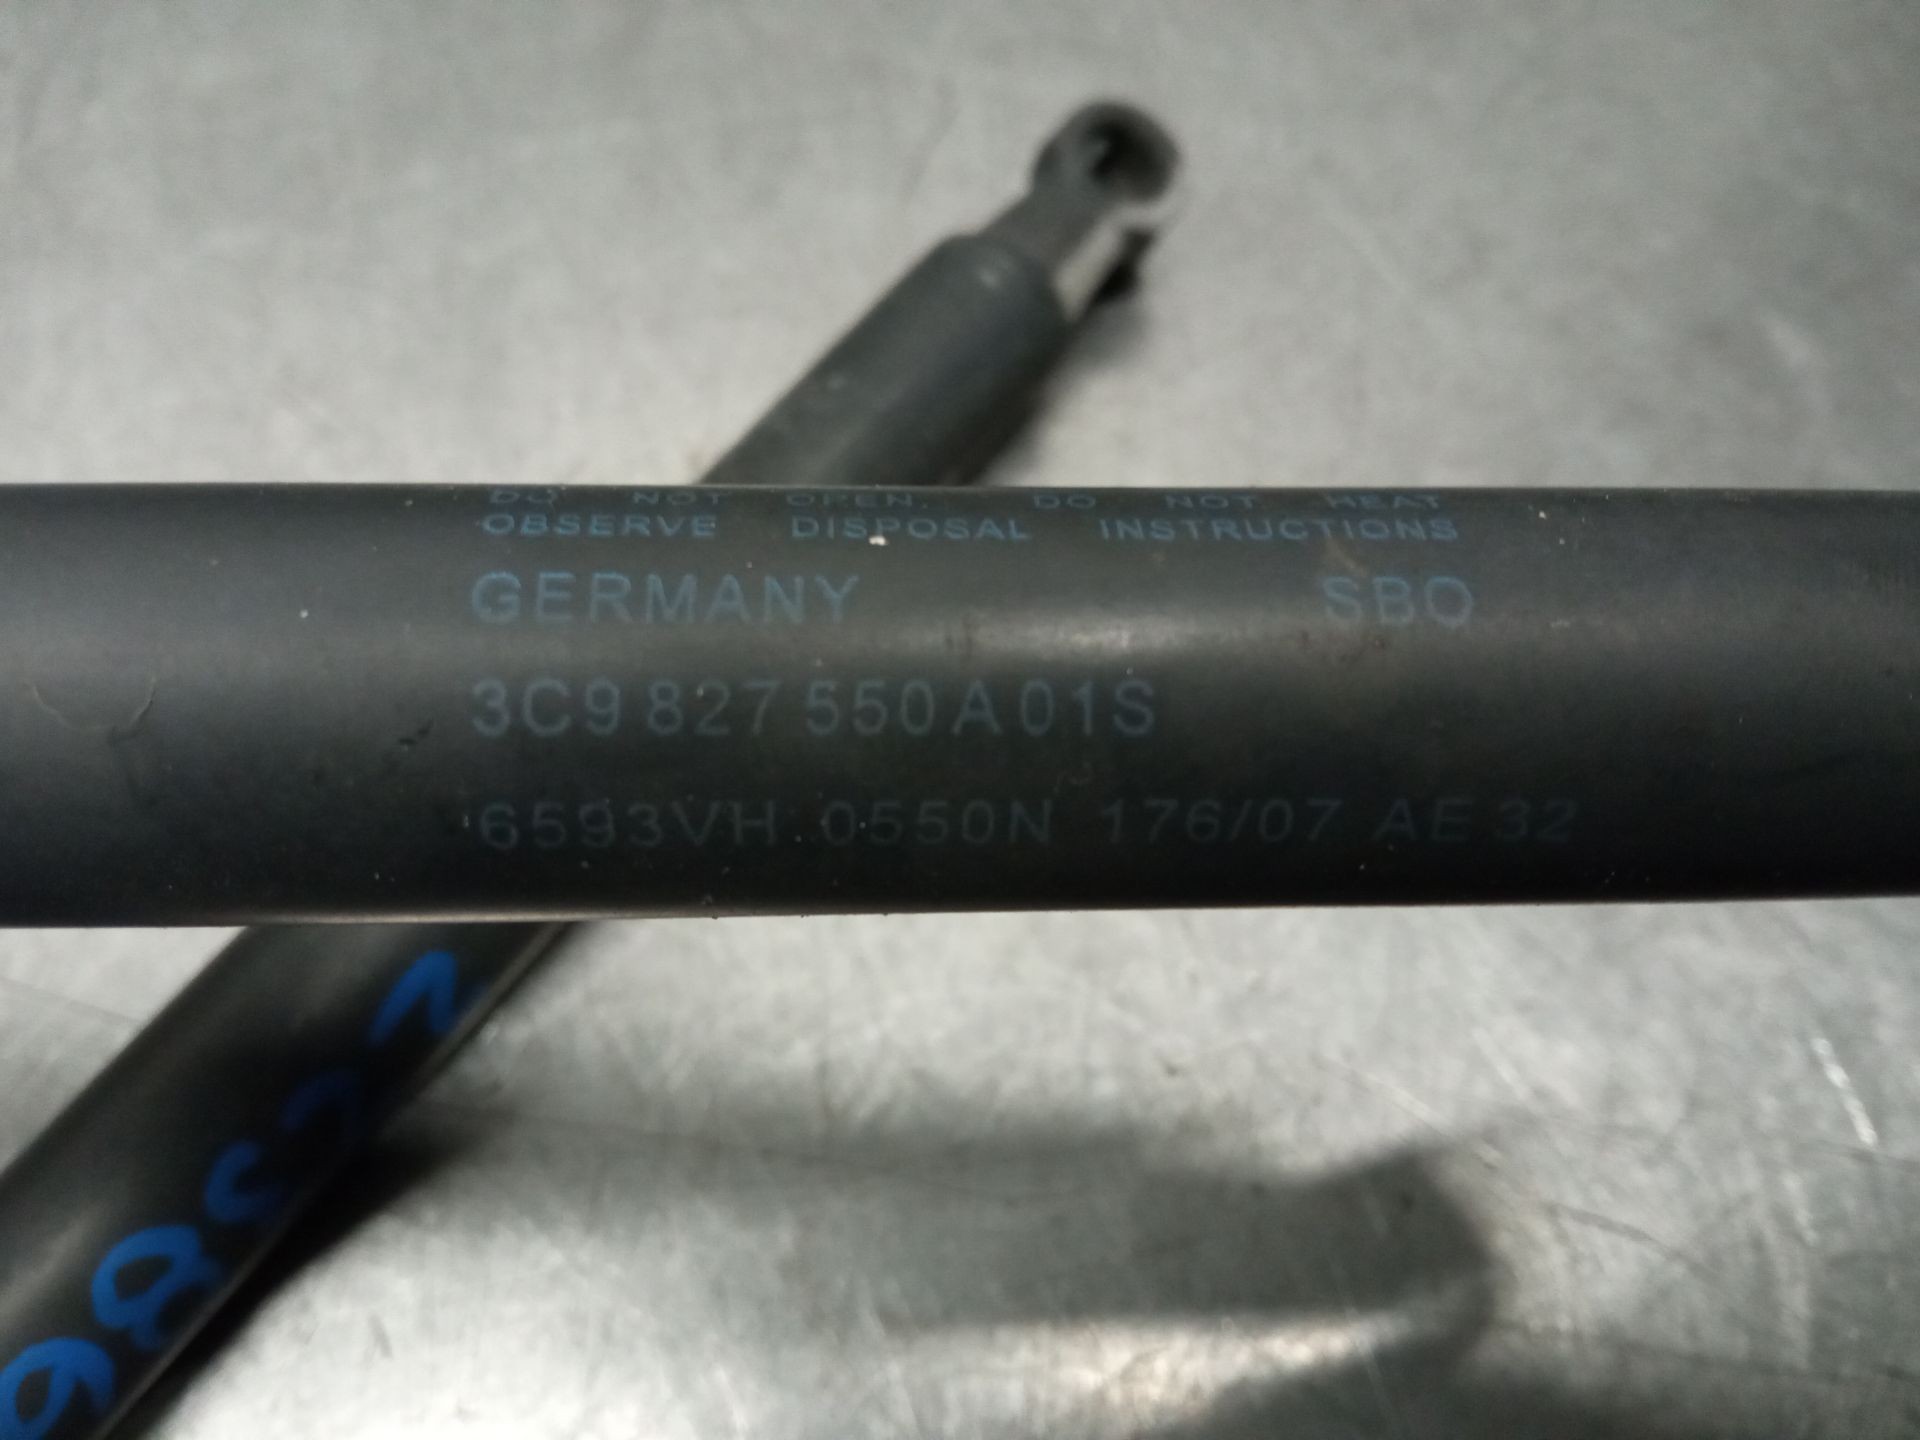 DO NOT OPEN. DO NOT HEAT
OBSERVE DISPOSAL INSTRUCTIONS
GERMANY SBO
3C9 827 550 A 01S
6593VH 0550N 176/07 AE 32